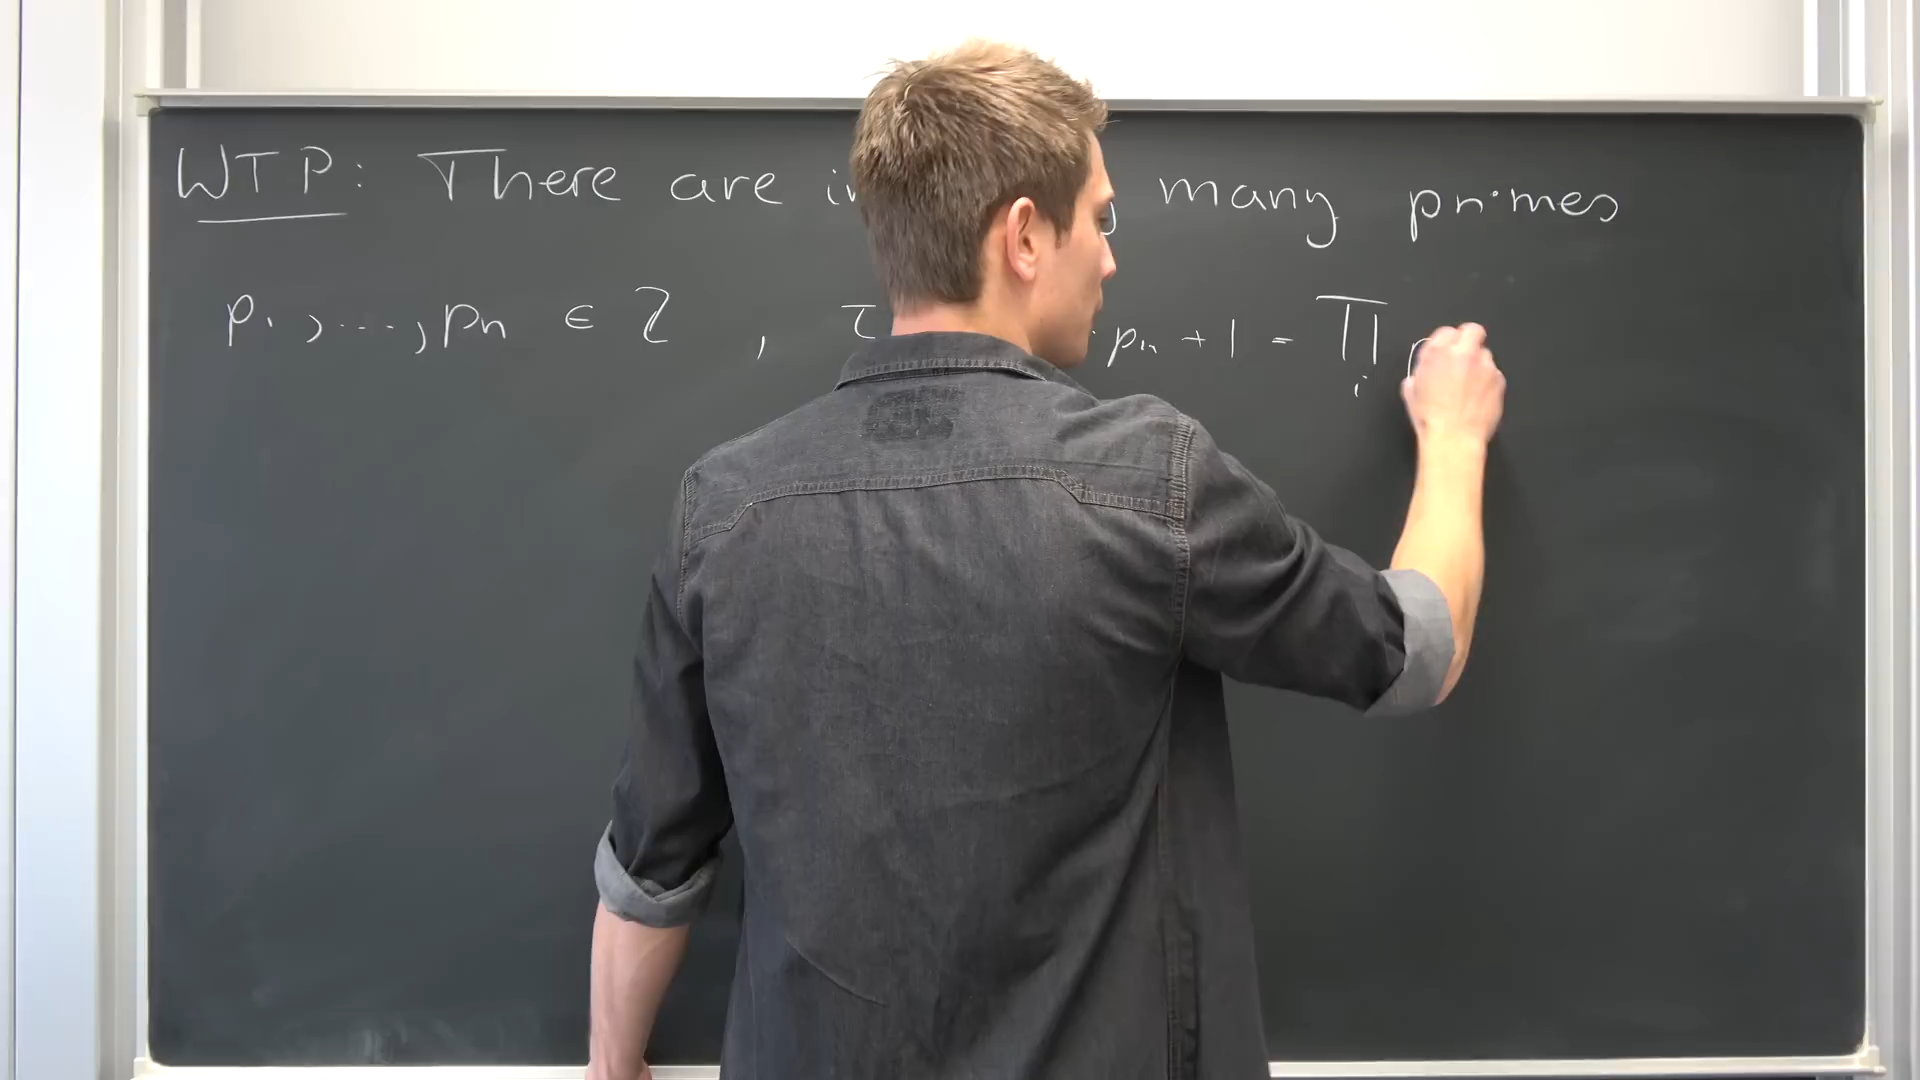 WTP: There are many primes
p1, ..., pn ∈ Z , pn + 1 = ∏ i